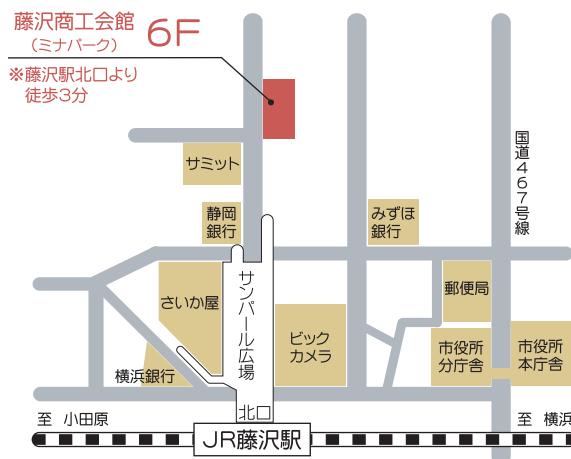 藤沢商工会館
（ミナパーク）
6F
※藤沢駅北口より
徒歩3分
国道467号線
サミット
静岡
銀行
みずほ
銀行
さいか屋
サンパール広場
ビック
カメラ
郵便局
市役所
分庁舎
市役所
本庁舎
横浜銀行
北口
至 小田原
至 横浜
JR藤沢駅